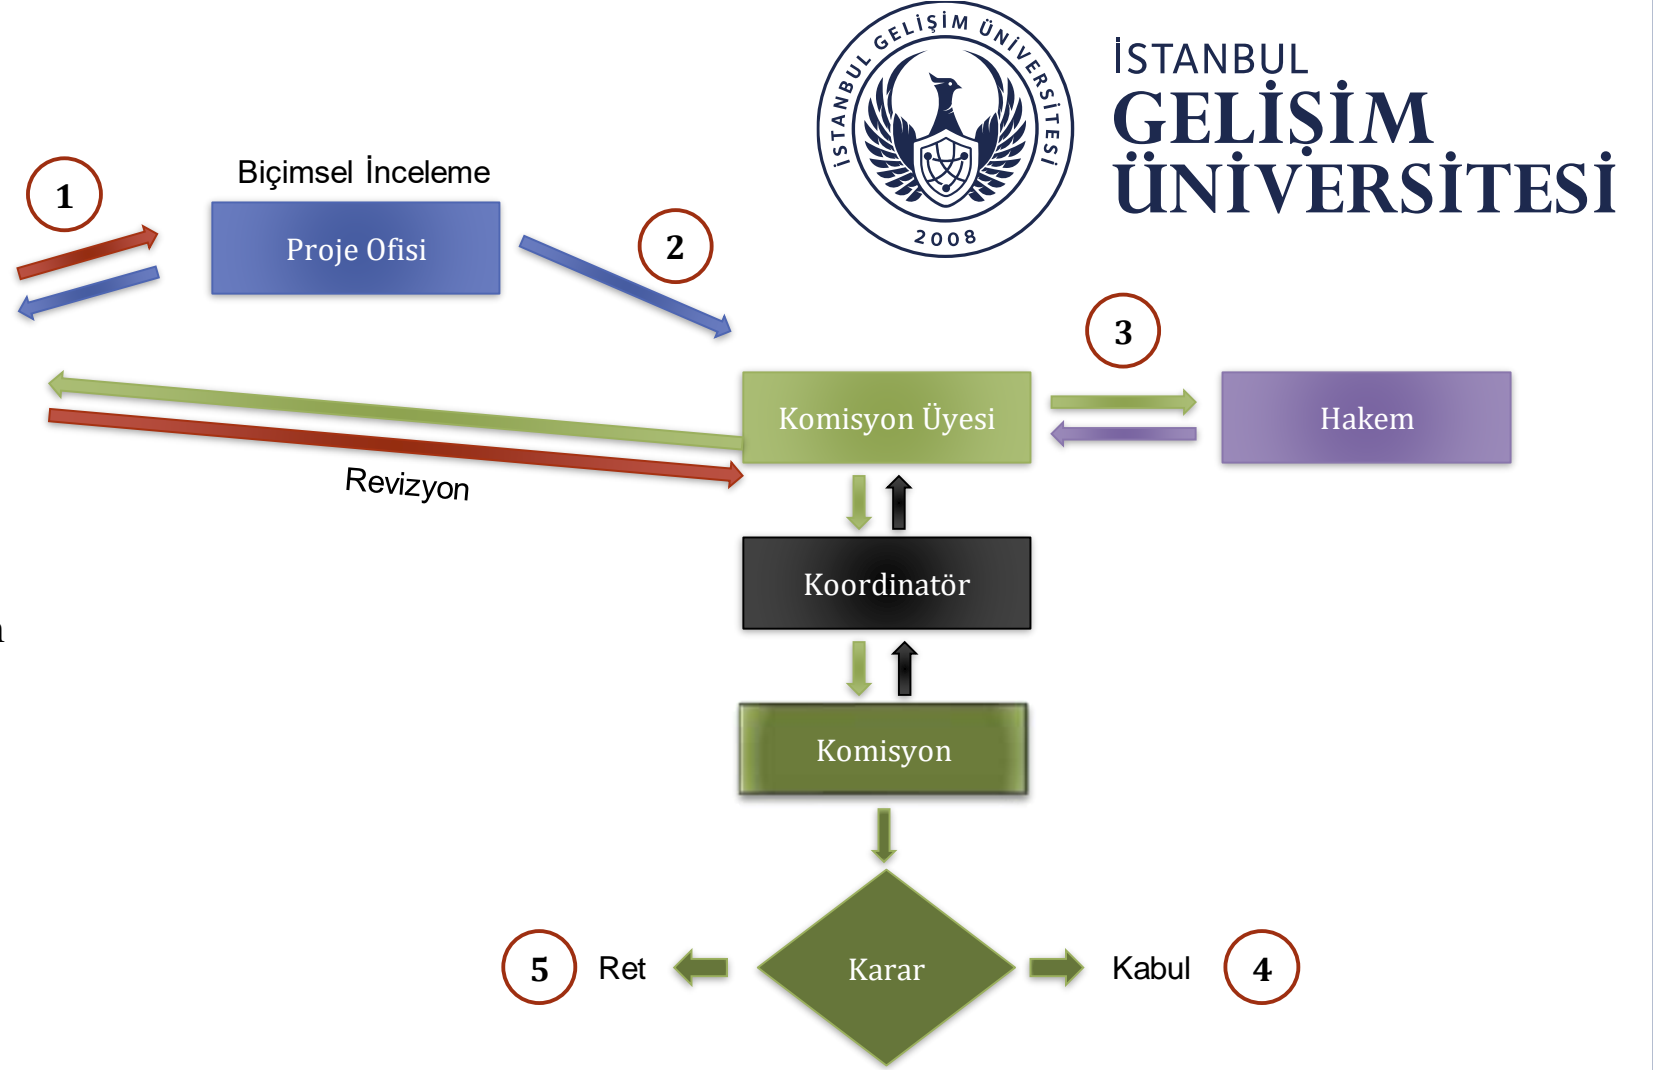 İSTANBUL GELİŞİM ÜNİVERSİTESİ
2008
İSTANBUL
GELİŞİM
ÜNİVERSİTESİ
1
Biçimsel İnceleme
Proje Ofisi
2
3
Komisyon Üyesi
Hakem
Revizyon
Koordinatör
Komisyon
5
Ret
Karar
Kabul
4